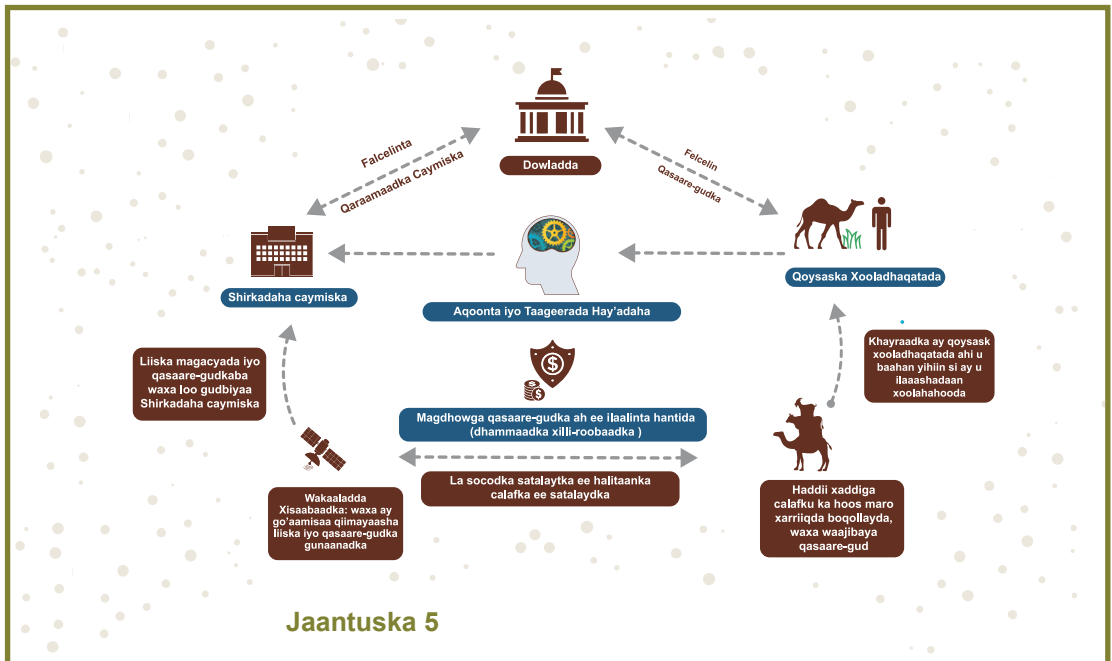 Dowladda
Falcelinta
Qaraamaadka Caymiska
Felcelin
Qasaare-gudka
Shirkadaha caymiska
Qoysaska Xooladhaqatada
Aqoonta iyo Taageerada Hay'adaha
Liiska magacyada iyo
qasaare-gudkaba
waxa loo gudbiyaa
Shirkadaha caymiska
Khayraadka ay qoysask
xooladhaqatada ahi u
baahan yihiin si ay u
ilaaashadaan
xoolahahooda
Magdhowga qasaare-gudka ah ee ilaalinta hantida
(dhammaadka xilli-roobaadka )
La socodka satalaytka ee halitaanka
calafka ee satalaydka
Wakaaladda
Xisaabaadka: waxa ay
go'aamisaa qiimayaasha
liiska iyo qasaare-gudka
gunaanadka
Haddii xaddiga
calafku ka hoos maro
xarriiqda boqollayda,
waxa waajibaya
qasaare-gud
Jaantuska 5